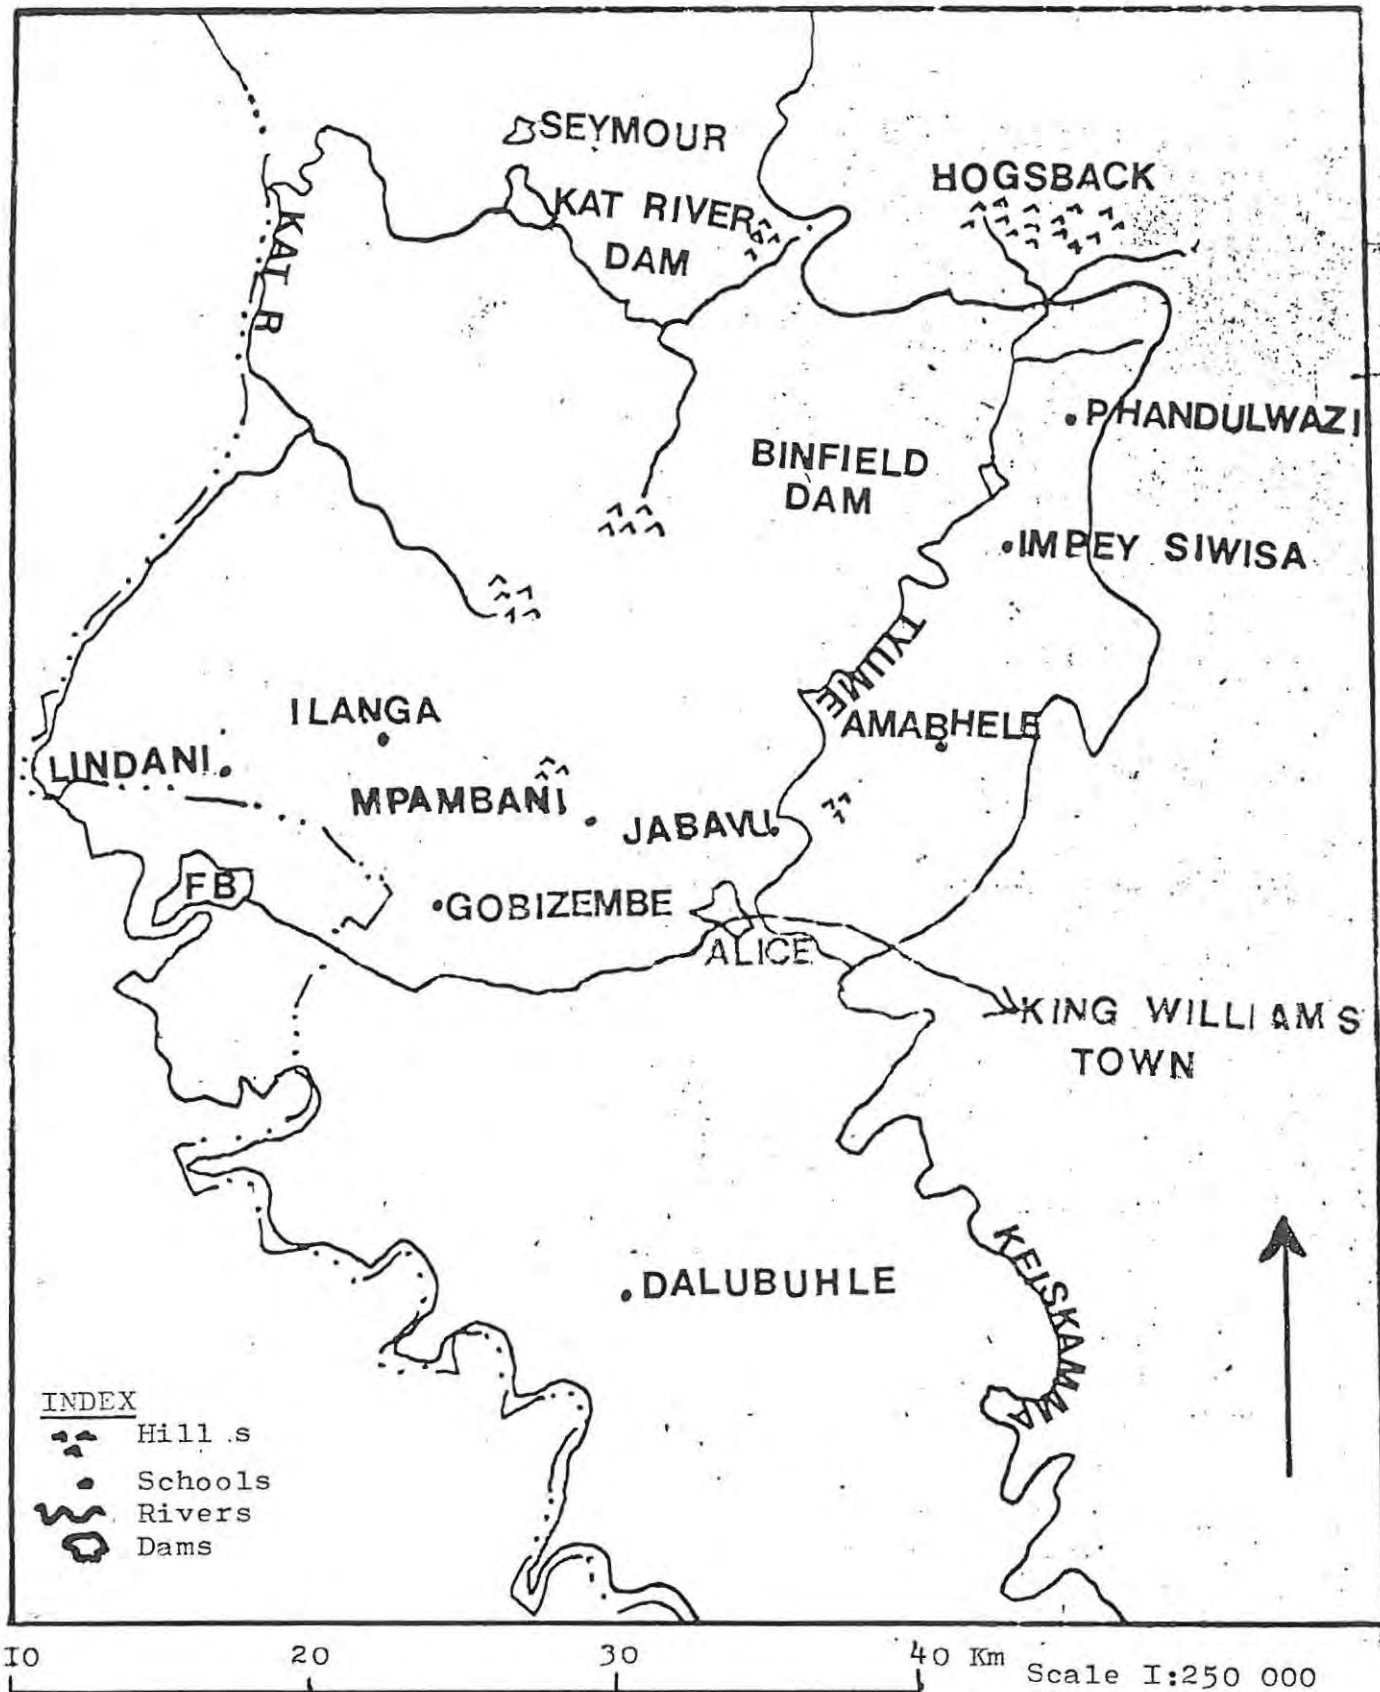 SEYMOUR
HOGSBACK
KAT RIVER
DAM
KAT R
PHANDULWAZI
BINFIELD
DAM
IMPEY SIWISA
TYUME
ILANGA
AMABHELE
LINDANI
MPAMBANI
JABAVU
FB
GOBIZEMBE
ALICE
KING WILLIAMS
TOWN
KEISKAMMA
DALUBUHLE
INDEX
Hills
Schools
Rivers
Dams
10 20 30 40 Km
Scale I:250 000